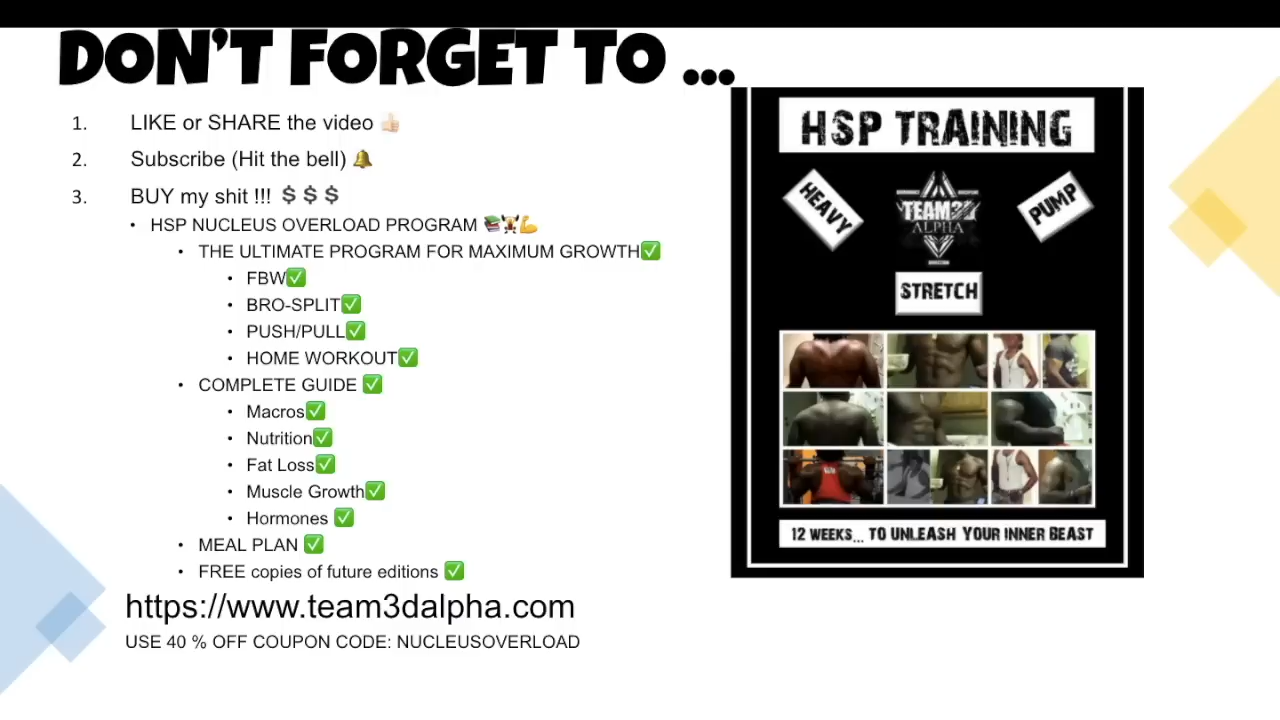 DON'T FORGET TO ...
1. LIKE or SHARE the video 👍🏻
2. Subscribe (Hit the bell) 🔔
3. BUY my shit !!! $ $ $
• HSP NUCLEUS OVERLOAD PROGRAM 📚🏋️💪
• THE ULTIMATE PROGRAM FOR MAXIMUM GROWTH✅
• FBW✅
• BRO-SPLIT✅
• PUSH/PULL✅
• HOME WORKOUT✅
• COMPLETE GUIDE ✅
• Macros✅
• Nutrition✅
• Fat Loss✅
• Muscle Growth✅
• Hormones ✅
• MEAL PLAN ✅
• FREE copies of future editions ✅
https://www.team3dalpha.com
USE 40 % OFF COUPON CODE: NUCLEUSOVERLOAD
HSP TRAINING
HEAVY
TEAM3D
ALPHA
PUMP
STRETCH
12 WEEKS... TO UNLEASH YOUR INNER BEAST